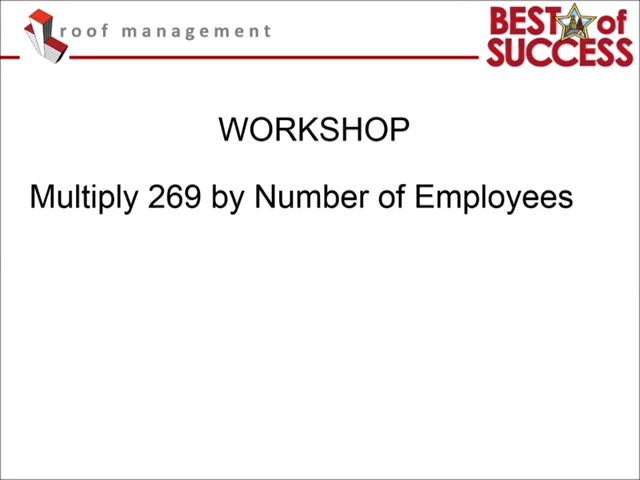 roof management
BEST of
SUCCESS
WORKSHOP
Multiply 269 by Number of Employees